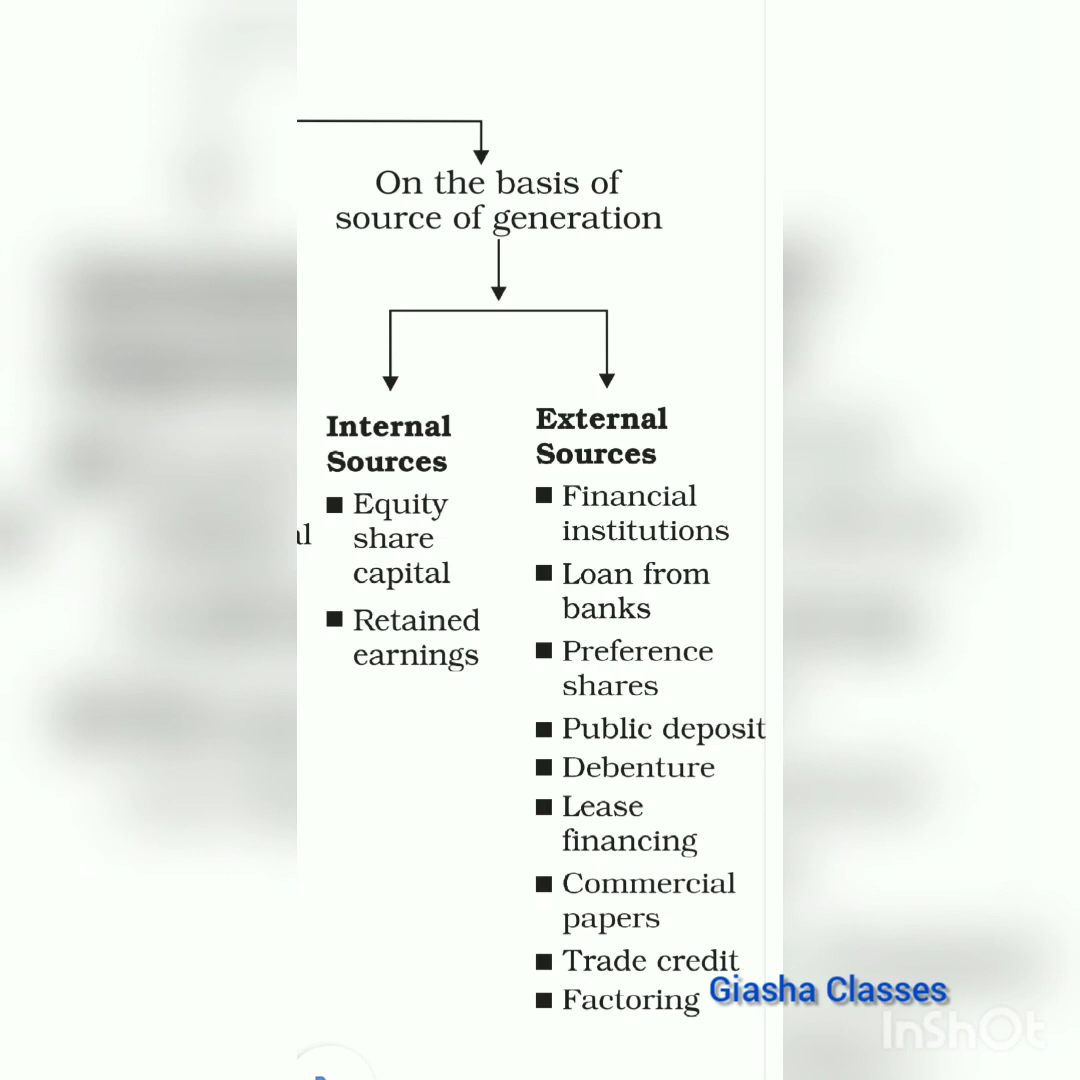 On the basis of
source of generation
Internal
Sources
■ Equity
share
capital
■ Retained
earnings
External
Sources
■ Financial
institutions
■ Loan from
banks
■ Preference
shares
■ Public deposit
■ Debenture
■ Lease
financing
■ Commercial
papers
■ Trade credit
■ Factoring
Giasha Classes
InShOt